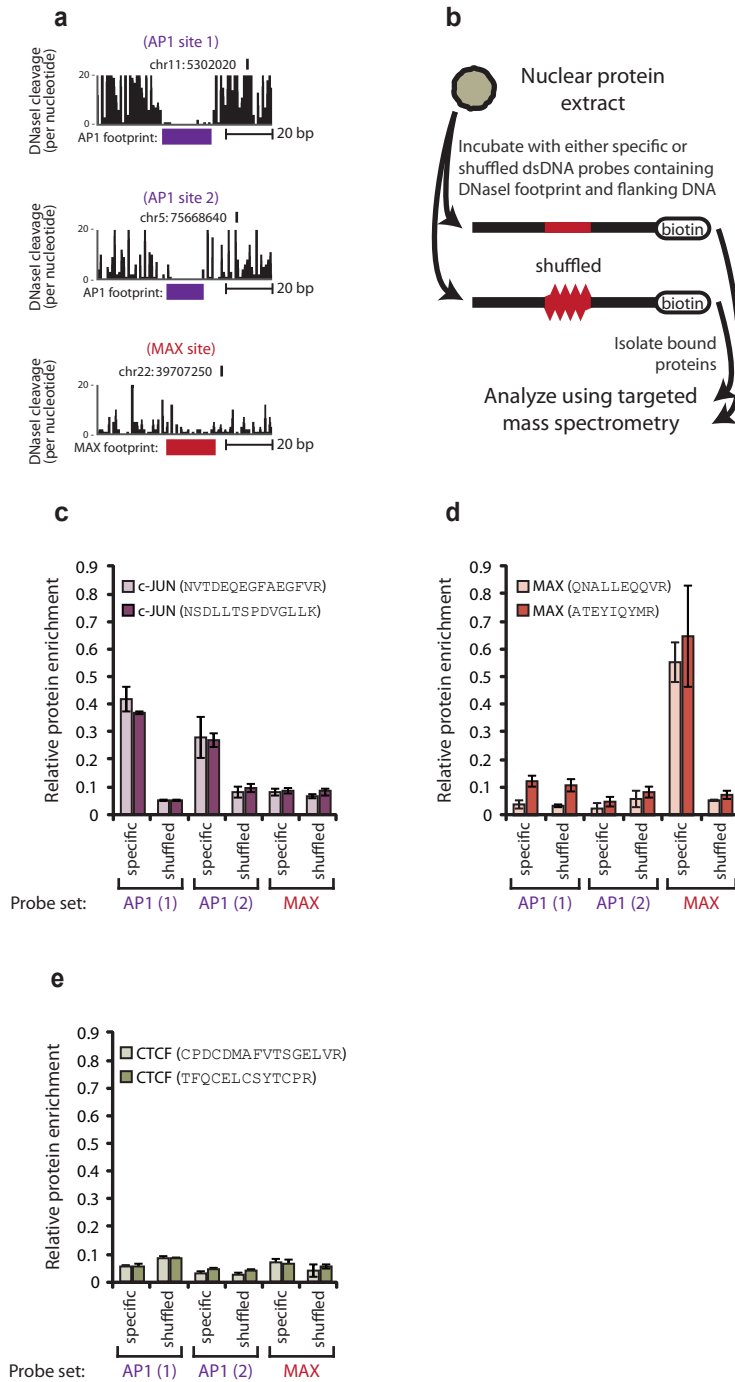 a
(AP1 site 1)
chr11:5302020
DNaseI cleavage
(per nucleotide)
20
0
AP1 footprint:
20 bp
(AP1 site 2)
chr5:75668640
DNaseI cleavage
(per nucleotide)
20
0
AP1 footprint:
20 bp
(MAX site)
chr22:39707250
DNaseI cleavage
(per nucleotide)
20
0
MAX footprint:
20 bp
b
Nuclear protein
extract
Incubate with either specific or
shuffled dsDNA probes containing
DNaseI footprint and flanking DNA
biotin
shuffled
biotin
Isolate bound
proteins
Analyze using targeted
mass spectrometry
c
Relative protein enrichment
0.9
0.8
0.7
0.6
0.5
0.4
0.3
0.2
0.1
0
c-JUN (NVTDEQEGFAEGFVR)
c-JUN (NSDLLTSPDVGLLK)
specific
shuffled
specific
shuffled
specific
shuffled
Probe set:
AP1 (1)
AP1 (2)
MAX
d
Relative protein enrichment
0.9
0.8
0.7
0.6
0.5
0.4
0.3
0.2
0.1
0
MAX (QNALLEQQVR)
MAX (ATEYIQYMR)
specific
shuffled
specific
shuffled
specific
shuffled
AP1 (1)
AP1 (2)
MAX
e
Relative protein enrichment
0.9
0.8
0.7
0.6
0.5
0.4
0.3
0.2
0.1
0
CTCF (CPDCDMAFVTSGELVR)
CTCF (TFQCELCSYTCPR)
specific
shuffled
specific
shuffled
specific
shuffled
Probe set:
AP1 (1)
AP1 (2)
MAX